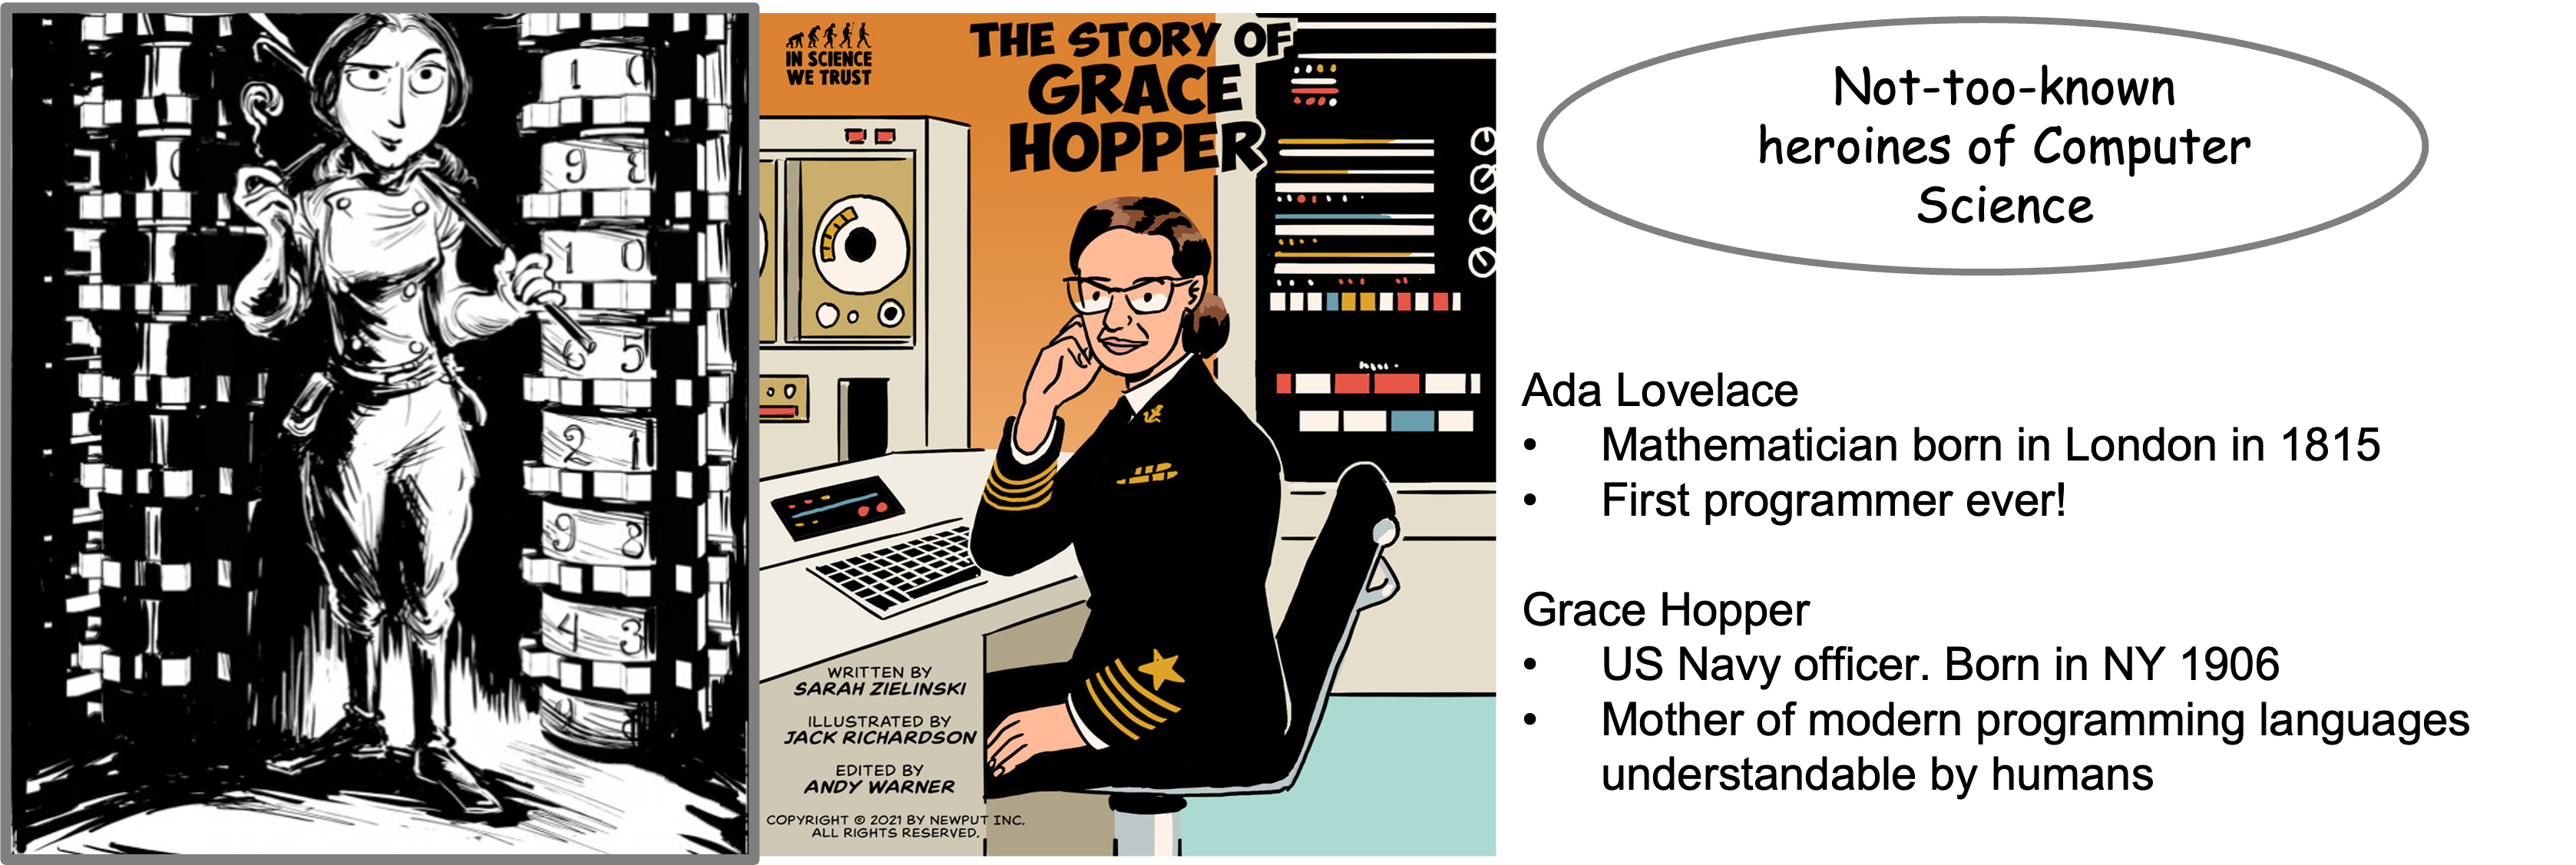 1 0
9 8
1 0
6 5
2 1
9 8
4 3
IN SCIENCE
WE TRUST
THE STORY OF
GRACE
HOPPER
WRITTEN BY
SARAH ZIELINSKI
ILLUSTRATED BY
JACK RICHARDSON
EDITED BY
ANDY WARNER
COPYRIGHT © 2021 BY NEWPUT INC.
ALL RIGHTS RESERVED.
Not-too-known
heroines of Computer
Science
Ada Lovelace
• Mathematician born in London in 1815
• First programmer ever!
Grace Hopper
• US Navy officer. Born in NY 1906
• Mother of modern programming languages
understandable by humans